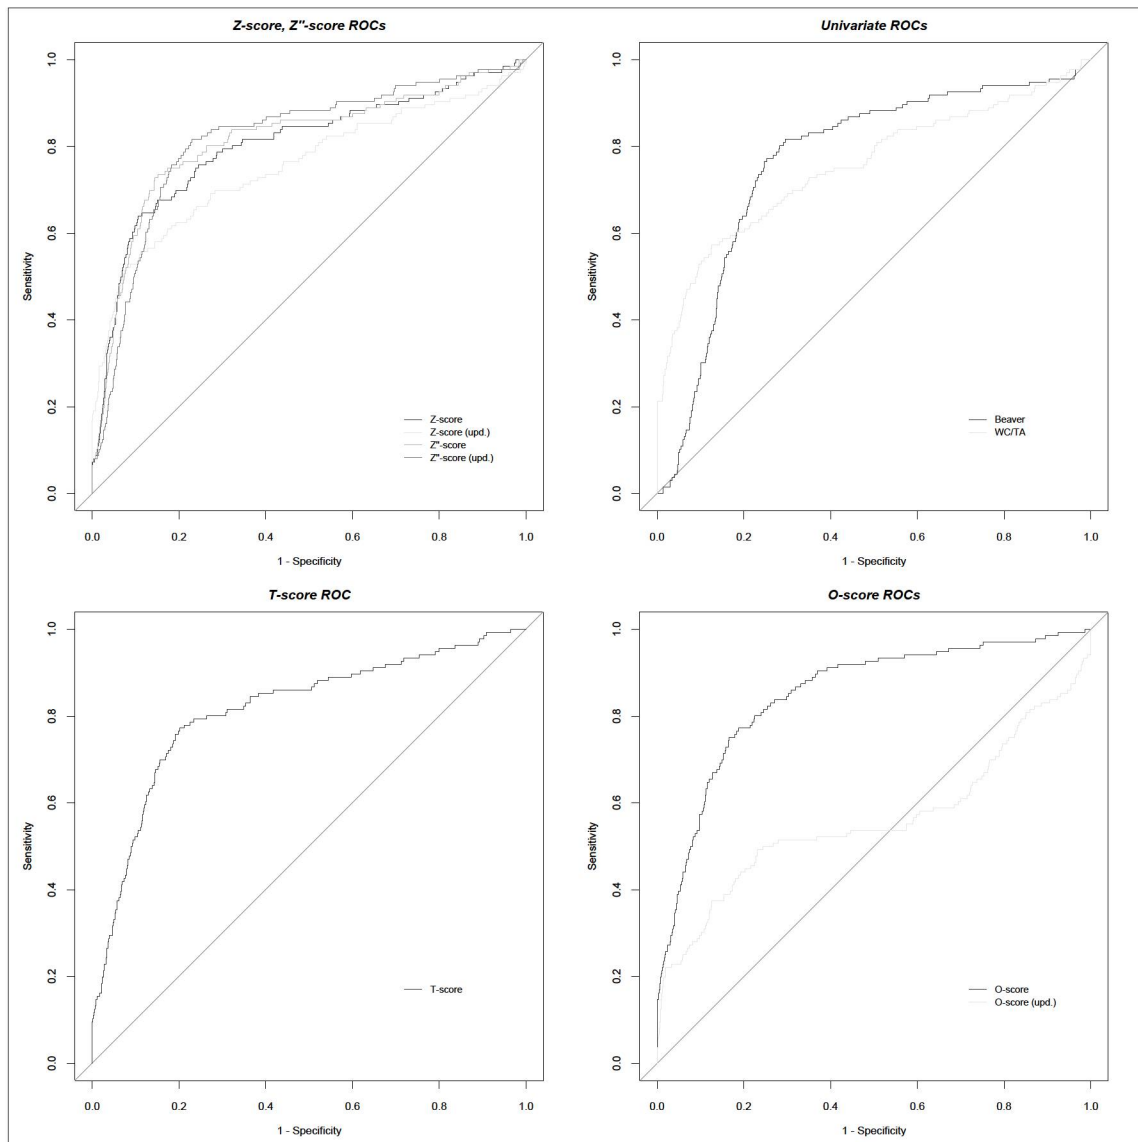 Z-score, Z"-score ROCs
Sensitivity
0.0 0.2 0.4 0.6 0.8 1.0
Z-score
Z-score (upd.)
Z"-score
Z"-score (upd.)
0.0 0.2 0.4 0.6 0.8 1.0
1 - Specificity
Univariate ROCs
Sensitivity
0.0 0.2 0.4 0.6 0.8 1.0
Beaver
WC/TA
0.0 0.2 0.4 0.6 0.8 1.0
1 - Specificity
T-score ROC
Sensitivity
0.0 0.2 0.4 0.6 0.8 1.0
T-score
0.0 0.2 0.4 0.6 0.8 1.0
1 - Specificity
O-score ROCs
Sensitivity
0.0 0.2 0.4 0.6 0.8 1.0
O-score
O-score (upd.)
0.0 0.2 0.4 0.6 0.8 1.0
1 - Specificity